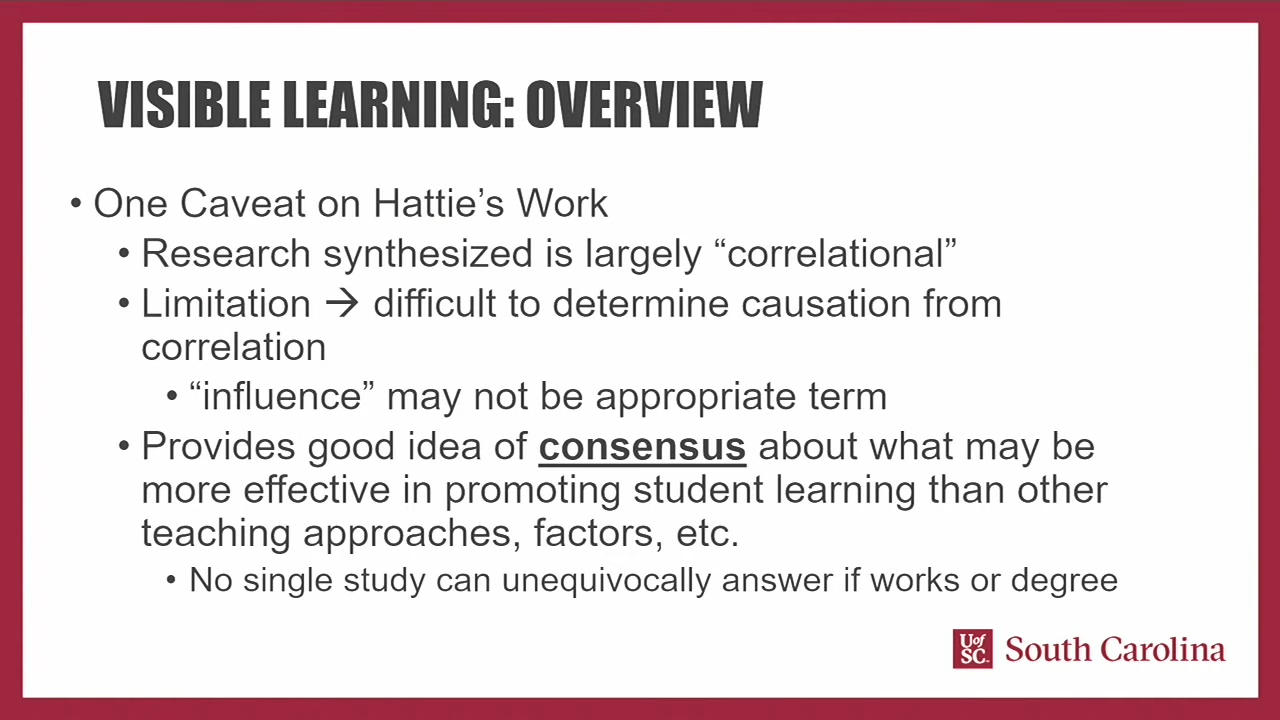 VISIBLE LEARNING: OVERVIEW
• One Caveat on Hattie’s Work
• Research synthesized is largely “correlational”
• Limitation → difficult to determine causation from
correlation
• “influence” may not be appropriate term
• Provides good idea of consensus about what may be
more effective in promoting student learning than other
teaching approaches, factors, etc.
• No single study can unequivocally answer if works or degree
UofSC
South Carolina